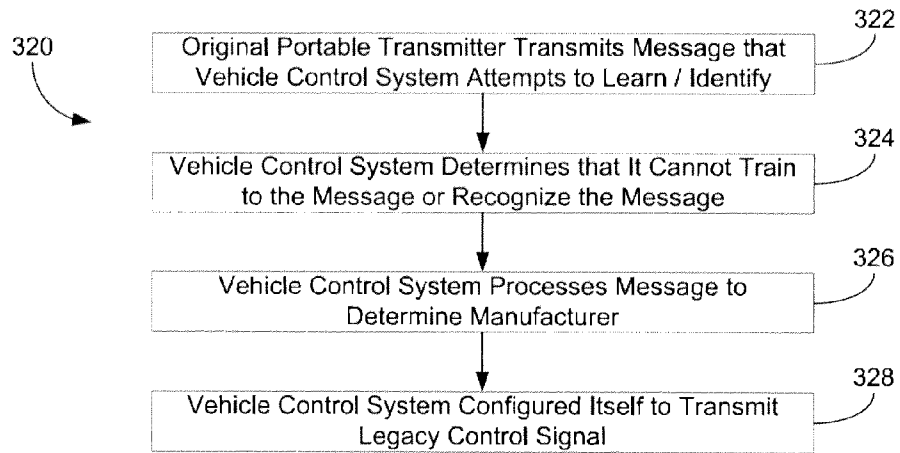 320
322
Original Portable Transmitter Transmits Message that
Vehicle Control System Attempts to Learn / Identify
324
Vehicle Control System Determines that It Cannot Train
to the Message or Recognize the Message
326
Vehicle Control System Processes Message to
Determine Manufacturer
328
Vehicle Control System Configured Itself to Transmit
Legacy Control Signal